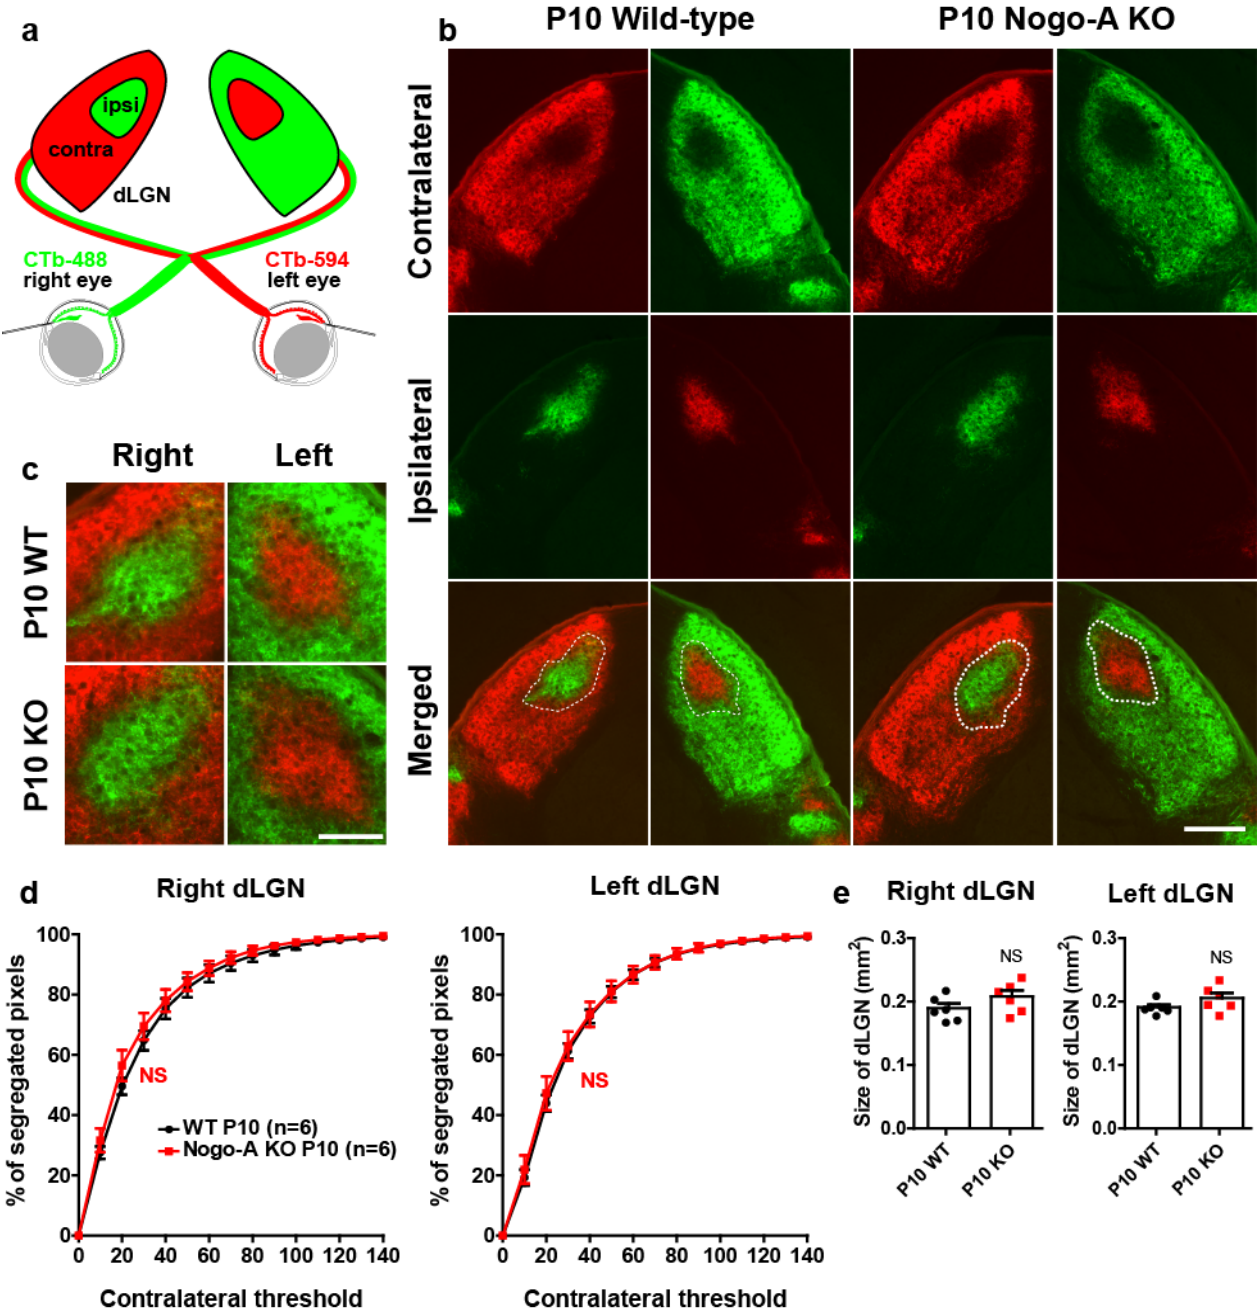 a
ipsi
contra
dLGN
CTb-488
right eye
CTb-594
left eye
b
P10 Wild-type
P10 Nogo-A KO
Contralateral
Ipsilateral
Merged
c
Right
Left
P10 WT
P10 KO
d
Right dLGN
% of segregated pixels
100
80
60
40
20
0
NS
WT P10 (n=6)
Nogo-A KO P10 (n=6)
0 20 40 60 80 100 120 140
Contralateral threshold
Left dLGN
% of segregated pixels
100
80
60
40
20
0
NS
0 20 40 60 80 100 120 140
Contralateral threshold
e
Right dLGN
Size of dLGN (mm2)
0.3
0.2
0.1
0.0
NS
P10 WT
P10 KO
Left dLGN
Size of dLGN (mm2)
0.3
0.2
0.1
0.0
NS
P10 WT
P10 KO